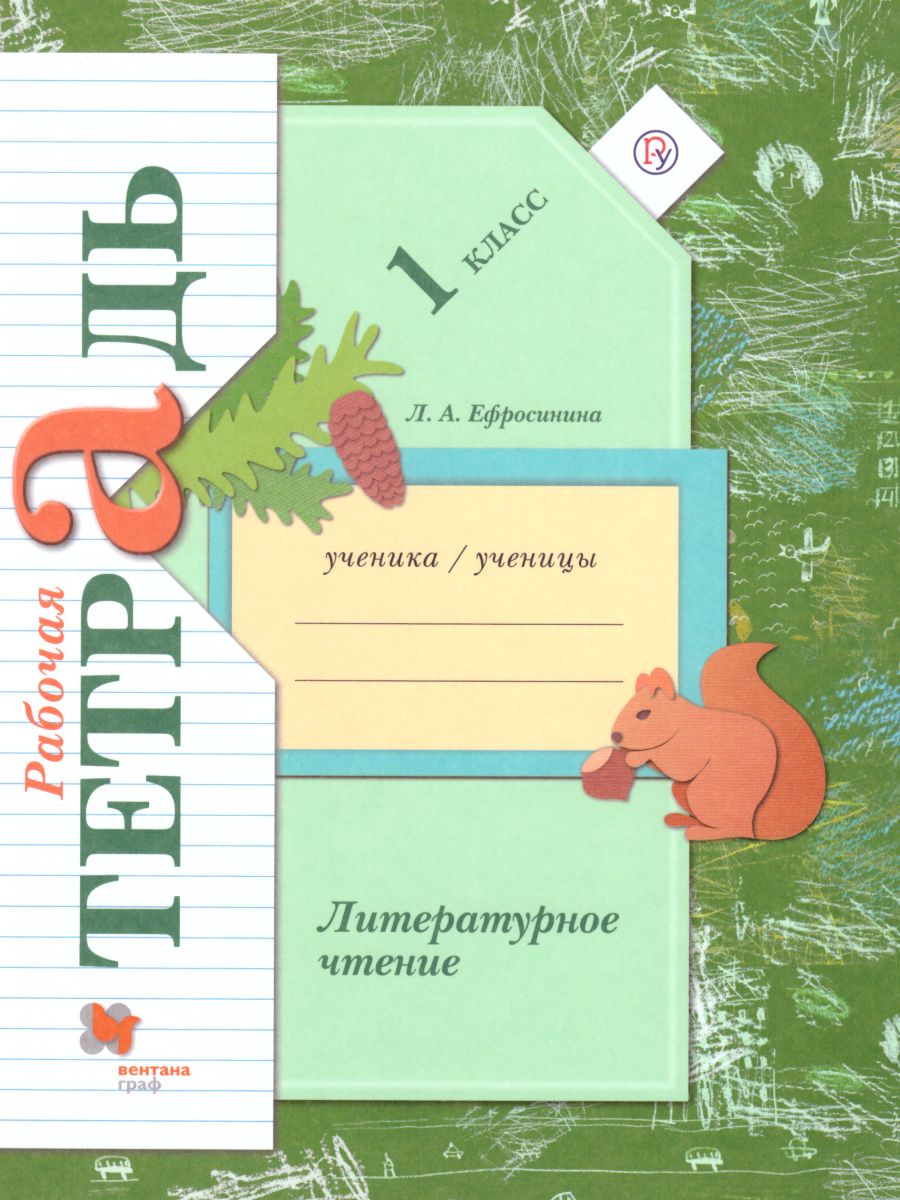 Рабочая
ТЕТРаДЬ
1 КЛАСС
р.у
Л. А. Ефросинина
ученика / ученицы
Литературное
чтение
вентана
граф